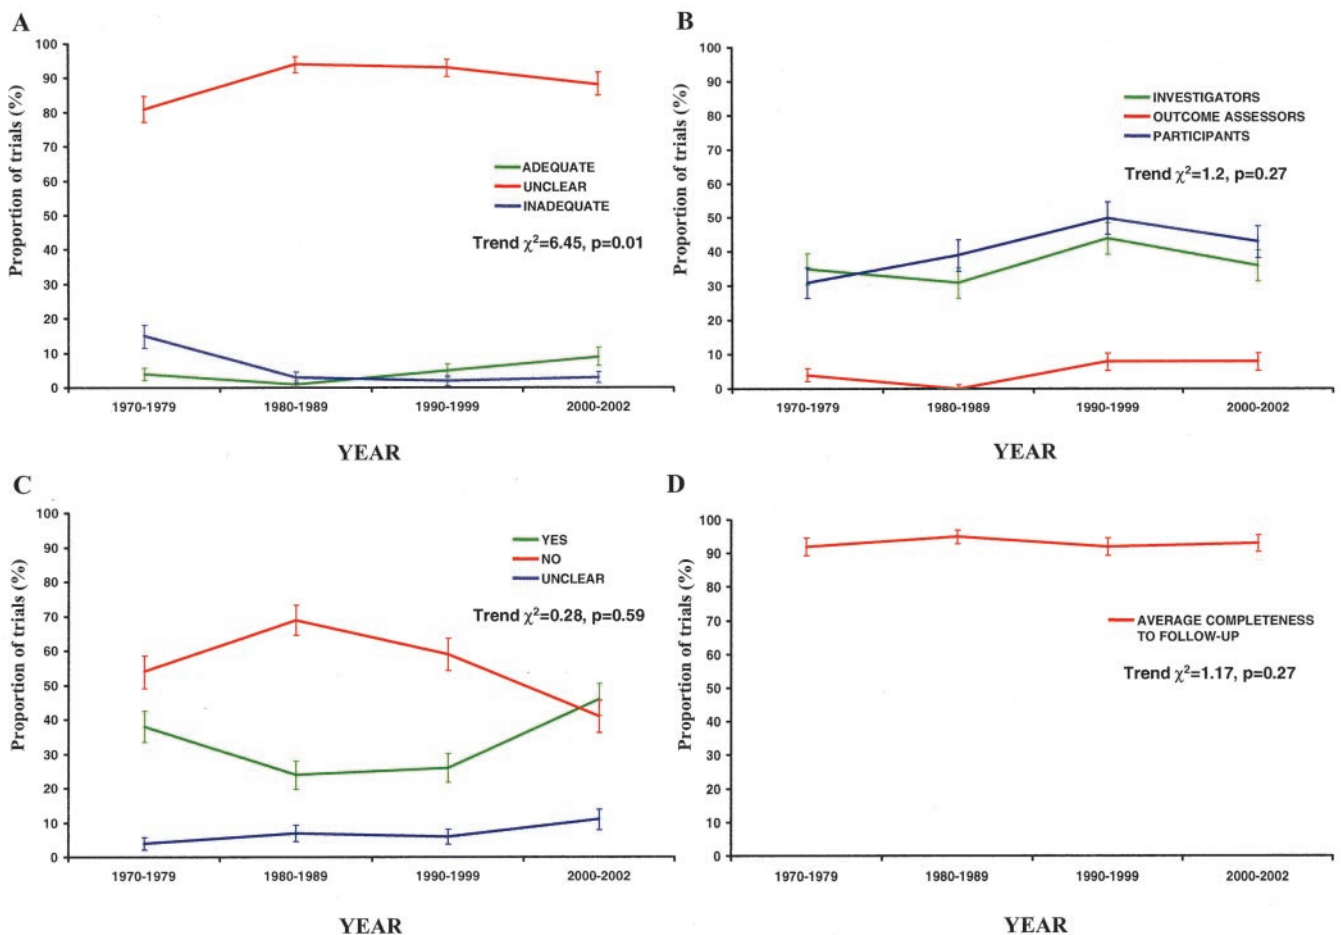 A
Proportion of trials (%)
100
90
80
70
60
50
40
30
20
10
0
ADEQUATE
UNCLEAR
INADEQUATE
Trend χ²=6.45, p=0.01
1970-1979 1980-1989 1990-1999 2000-2002
YEAR
B
Proportion of trials (%)
100
90
80
70
60
50
40
30
20
10
0
INVESTIGATORS
OUTCOME ASSESSORS
PARTICIPANTS
Trend χ²=1.2, p=0.27
1970-1979 1980-1989 1990-1999 2000-2002
YEAR
C
Proportion of trials (%)
100
90
80
70
60
50
40
30
20
10
0
YES
NO
UNCLEAR
Trend χ²=0.28, p=0.59
1970-1979 1980-1989 1990-1999 2000-2002
YEAR
D
Proportion of trials (%)
100
90
80
70
60
50
40
30
20
10
0
AVERAGE COMPLETENESS
TO FOLLOW-UP
Trend χ²=1.17, p=0.27
1970-1979 1980-1989 1990-1999 2000-2002
YEAR